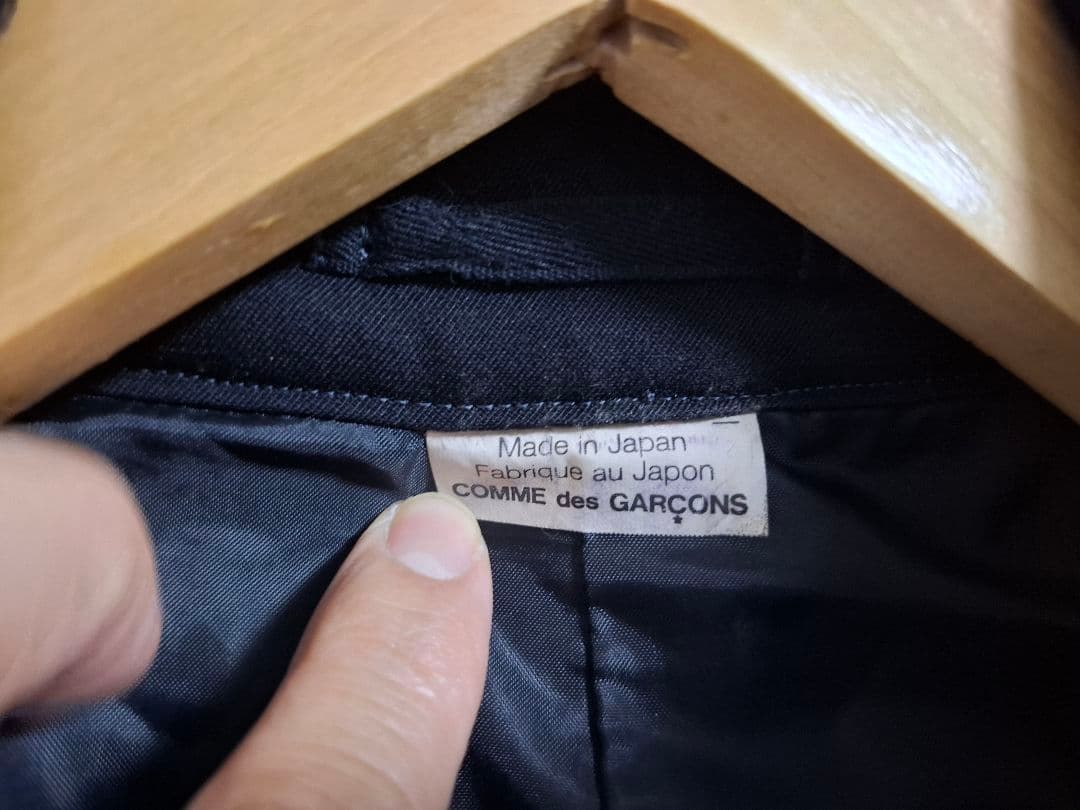 Made in Japan
Fabrique au Japon
COMME des GARÇONS